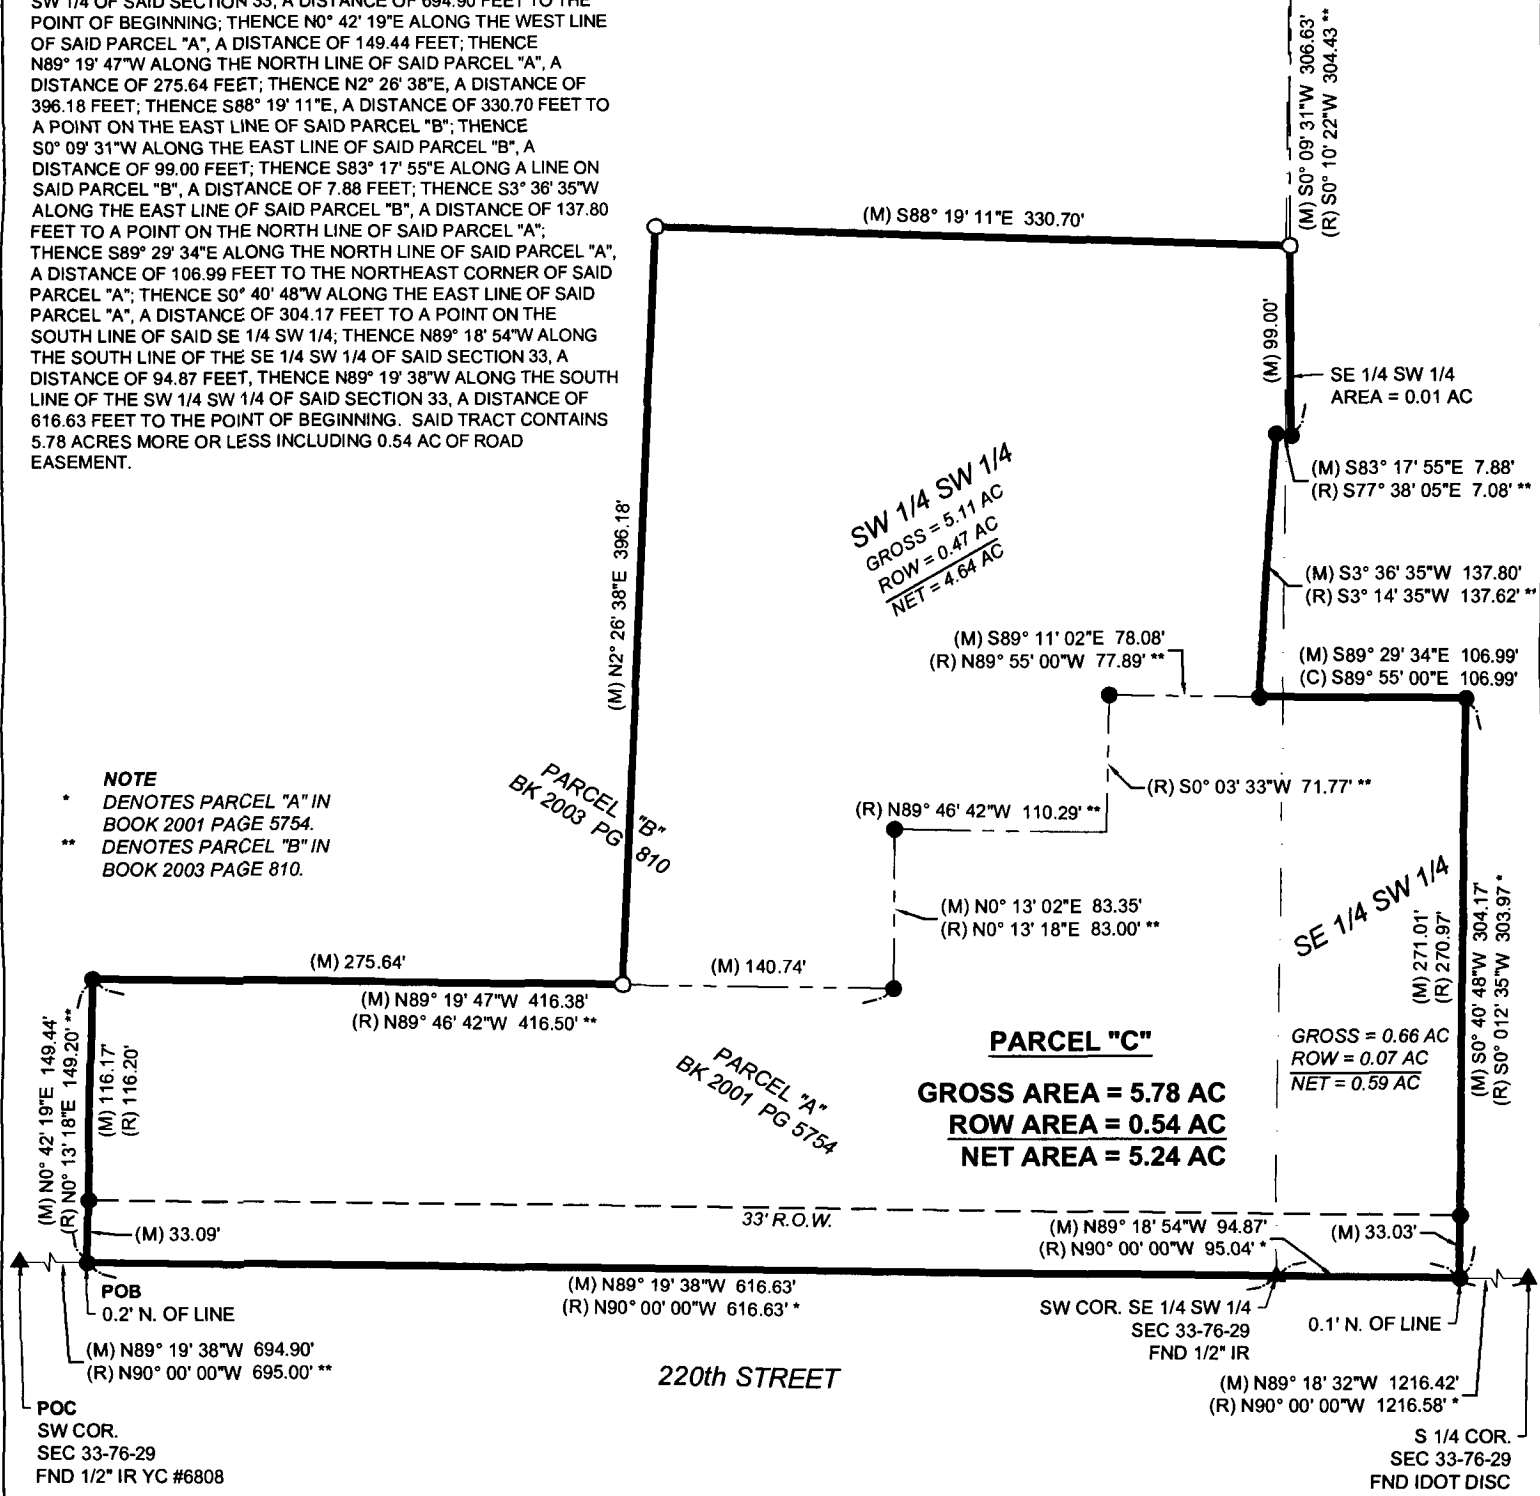 SW 1/4 OF SAID SECTION 33, A DISTANCE OF 694.90 FEET TO THE
POINT OF BEGINNING; THENCE N0° 42' 19"E ALONG THE WEST LINE
OF SAID PARCEL "A", A DISTANCE OF 149.44 FEET; THENCE
N89° 19' 47"W ALONG THE NORTH LINE OF SAID PARCEL "A", A
DISTANCE OF 275.64 FEET; THENCE N2° 26' 38"E, A DISTANCE OF
396.18 FEET; THENCE S88° 19' 11"E, A DISTANCE OF 330.70 FEET TO
A POINT ON THE EAST LINE OF SAID PARCEL "B"; THENCE
S0° 09' 31"W ALONG THE EAST LINE OF SAID PARCEL "B", A
DISTANCE OF 99.00 FEET; THENCE S83° 17' 55"E ALONG A LINE ON
SAID PARCEL "B", A DISTANCE OF 7.88 FEET; THENCE S3° 36' 35"W
ALONG THE EAST LINE OF SAID PARCEL "B", A DISTANCE OF 137.80
FEET TO A POINT ON THE NORTH LINE OF SAID PARCEL "A";
THENCE S89° 29' 34"E ALONG THE NORTH LINE OF SAID PARCEL "A",
A DISTANCE OF 106.99 FEET TO THE NORTHEAST CORNER OF SAID
PARCEL "A"; THENCE S0° 40' 48"W ALONG THE EAST LINE OF SAID
PARCEL "A", A DISTANCE OF 304.17 FEET TO A POINT ON THE
SOUTH LINE OF SAID SE 1/4 SW 1/4; THENCE N89° 18' 54"W ALONG
THE SOUTH LINE OF THE SE 1/4 SW 1/4 OF SAID SECTION 33, A
DISTANCE OF 94.87 FEET, THENCE N89° 19' 38"W ALONG THE SOUTH
LINE OF THE SW 1/4 SW 1/4 OF SAID SECTION 33, A DISTANCE OF
616.63 FEET TO THE POINT OF BEGINNING. SAID TRACT CONTAINS
5.78 ACRES MORE OR LESS INCLUDING 0.54 AC OF ROAD
EASEMENT.
(M) S0° 09' 31"W 306.63'
(R) S0° 10' 22"W 304.43' **
(M) S88° 19' 11"E 330.70'
(M) 99.00'
SE 1/4 SW 1/4
AREA = 0.01 AC
(M) S83° 17' 55"E 7.88'
(R) S77° 38' 05"E 7.08' **
SW 1/4 SW 1/4
GROSS = 5.11 AC
ROW = 0.47 AC
NET = 4.64 AC
(M) N2° 26' 38"E 396.18'
(M) S3° 36' 35"W 137.80'
(R) S3° 14' 35"W 137.62' **
(M) S89° 11' 02"E 78.08'
(R) N89° 55' 00"W 77.89' **
(M) S89° 29' 34"E 106.99'
(C) S89° 55' 00"E 106.99'
NOTE
* DENOTES PARCEL "A" IN
BOOK 2001 PAGE 5754.
** DENOTES PARCEL "B" IN
BOOK 2003 PAGE 810.
PARCEL "B"
BK 2003 PG 810
(R) S0° 03' 33"W 71.77' **
(R) N89° 46' 42"W 110.29' **
(M) N0° 13' 02"E 83.35'
(R) N0° 13' 18"E 83.00' **
SE 1/4 SW 1/4
(M) 271.01'
(R) 270.97'
(M) S0° 40' 48"W 304.17'
(R) S0° 012' 35"W 303.97' *
(M) 275.64'
(M) 140.74'
(M) N89° 19' 47"W 416.38'
(R) N89° 46' 42"W 416.50' **
(M) N0° 42' 19"E 149.44'
(R) N0° 13' 18"E 149.20' **
(M) 116.17'
(R) 116.20'
PARCEL "A"
BK 2001 PG 5754
PARCEL "C"
GROSS AREA = 5.78 AC
ROW AREA = 0.54 AC
NET AREA = 5.24 AC
GROSS = 0.66 AC
ROW = 0.07 AC
NET = 0.59 AC
33' R.O.W.
(M) 33.09'
(M) N89° 18' 54"W 94.87'
(R) N90° 00' 00"W 95.04' *
(M) 33.03'
POB
0.2' N. OF LINE
(M) N89° 19' 38"W 616.63'
(R) N90° 00' 00"W 616.63' *
SW COR. SE 1/4 SW 1/4
SEC 33-76-29
FND 1/2" IR
0.1' N. OF LINE
(M) N89° 19' 38"W 694.90'
(R) N90° 00' 00"W 695.00' **
220th STREET
(M) N89° 18' 32"W 1216.42'
(R) N90° 00' 00"W 1216.58' *
POC
SW COR.
SEC 33-76-29
FND 1/2" IR YC #6808
S 1/4 COR.
SEC 33-76-29
FND IDOT DISC